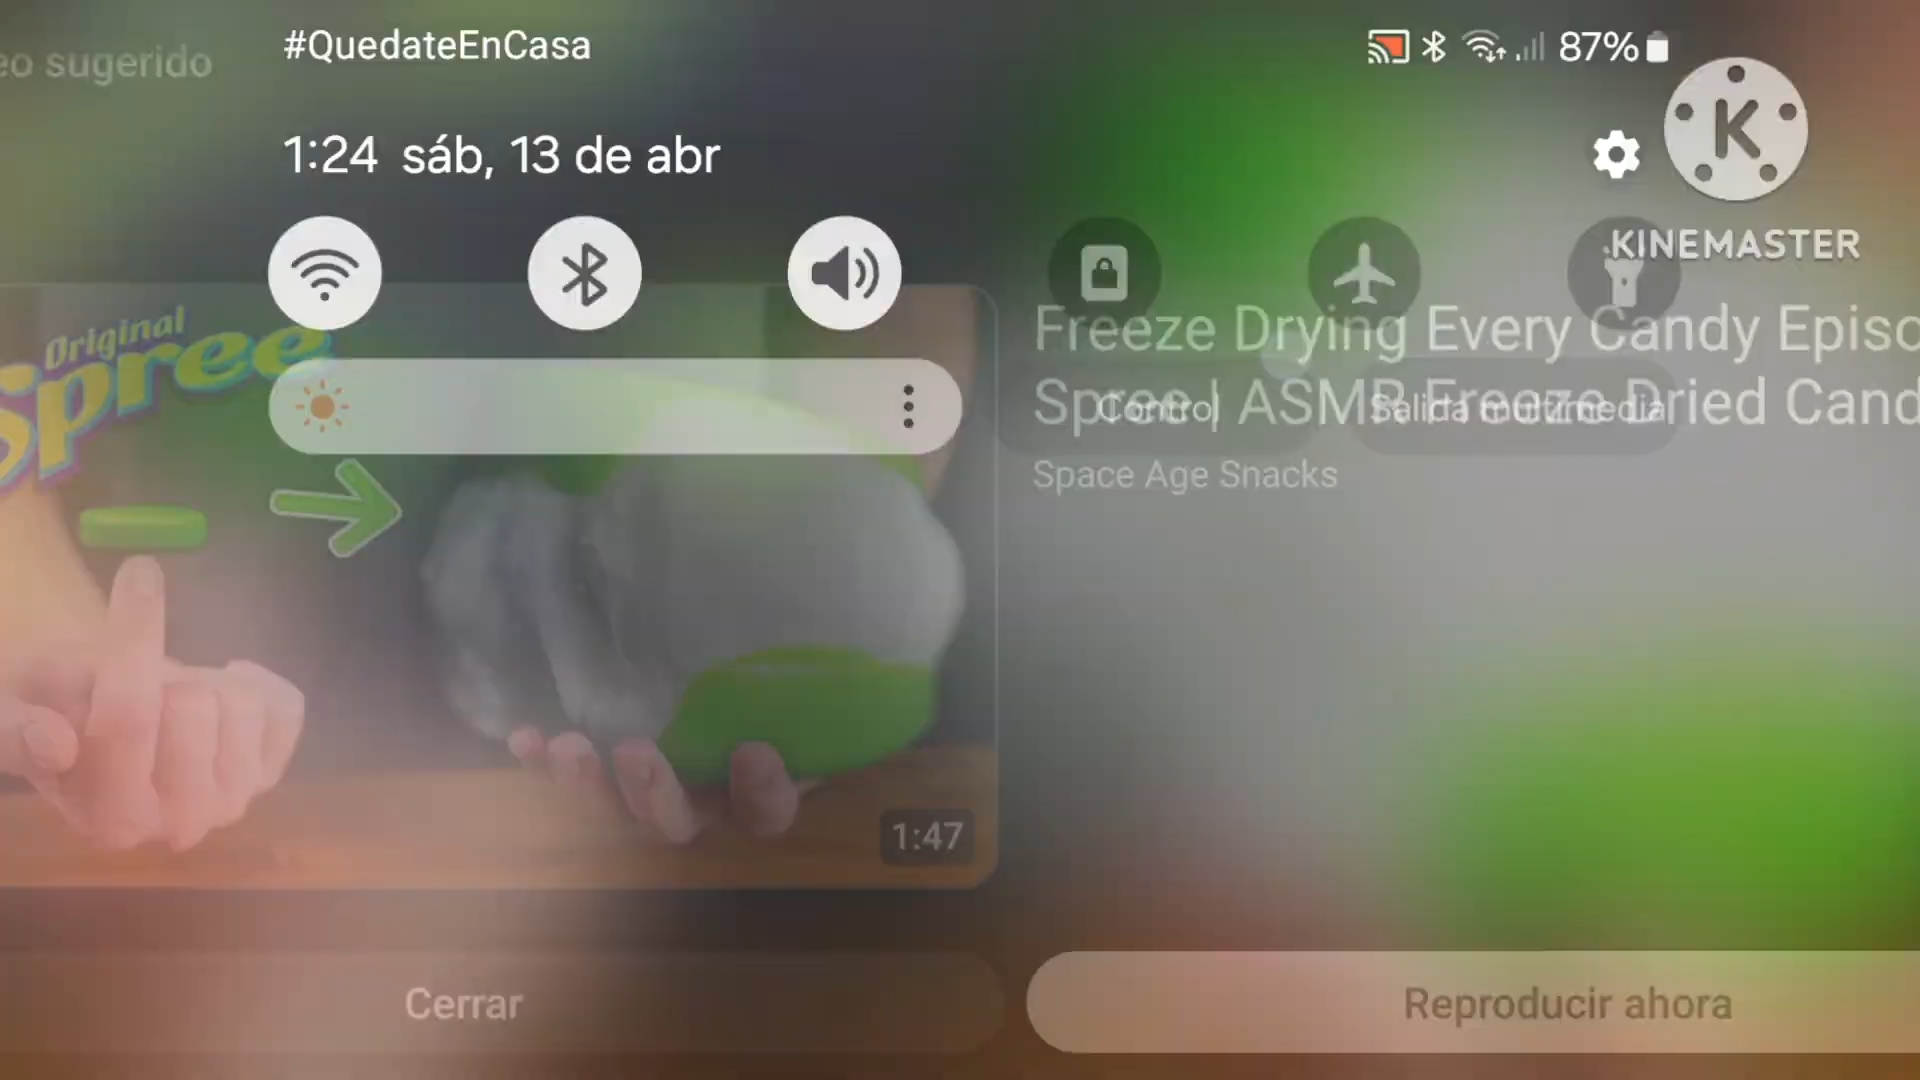 #QuedateEnCasa
87%
eo sugerido
1:24 sáb, 13 de abr
K
KINEMASTER
Original
Spree
Freeze Drying Every Candy Episo
Spree | ASMR Freeze Dried Cand
Control
Salida multimedia
Space Age Snacks
1:47
Cerrar
Reproducir ahora